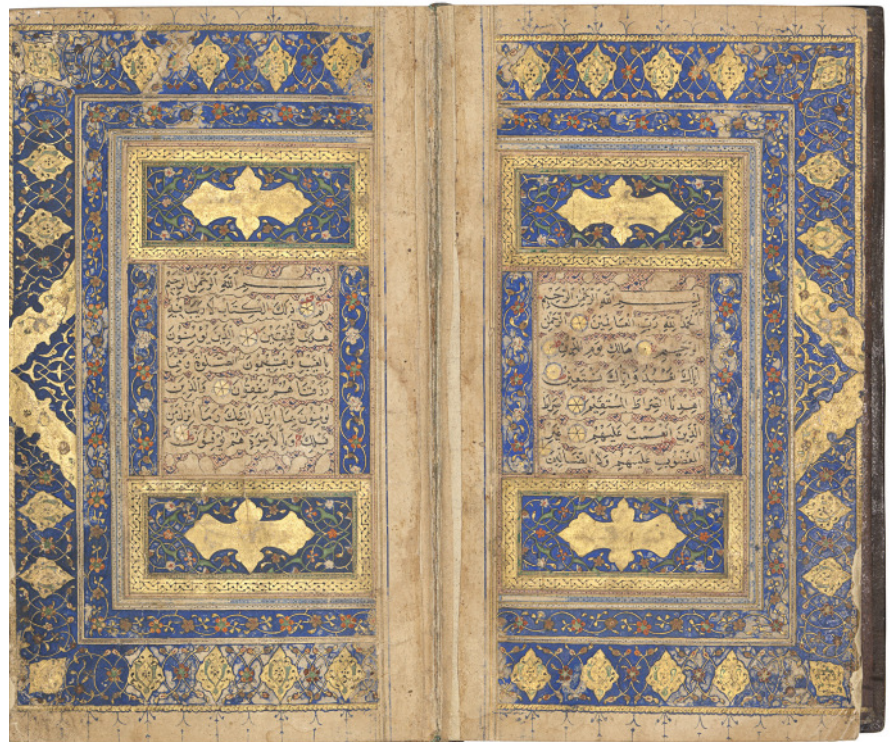 بسم الله الرحمن الرحيم
الحمد لله رب العالمين الرحمن
الرحيم مالك يوم الدين
اياك نعبد واياك نستعين
اهدنا الصراط المستقيم صراط
الذين انعمت عليهم غير
المغضوب عليهم ولا الضالين
بسم الله الرحمن الرحيم
الم ذلك الكتاب لا ريب فيه
هدى للمتقين الذين يؤمنون
بالغيب ويقيمون الصلوة ومما
رزقناهم ينفقون والذين
يؤمنون بما انزل اليك وما انزل من
قبلك وبالآخرة هم يوقنون